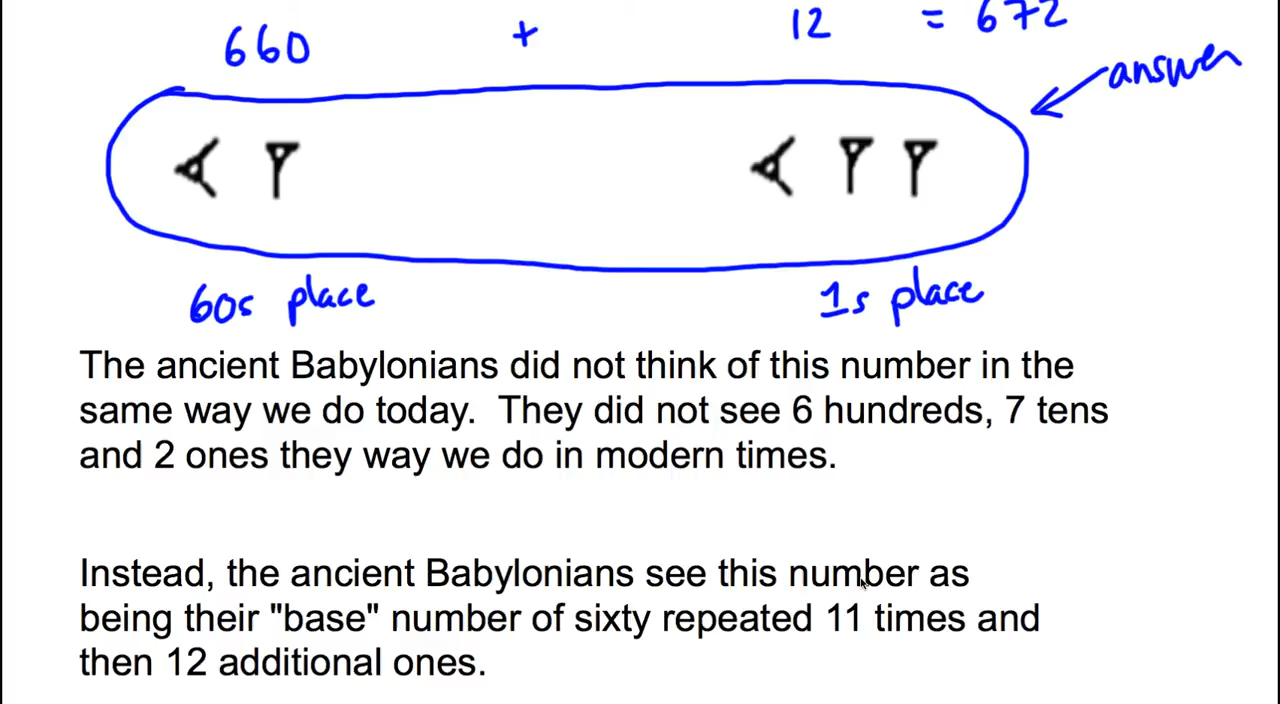 660 + 12 = 672
answer
60s place 1s place
The ancient Babylonians did not think of this number in the
same way we do today. They did not see 6 hundreds, 7 tens
and 2 ones they way we do in modern times.
Instead, the ancient Babylonians see this number as
being their "base" number of sixty repeated 11 times and
then 12 additional ones.